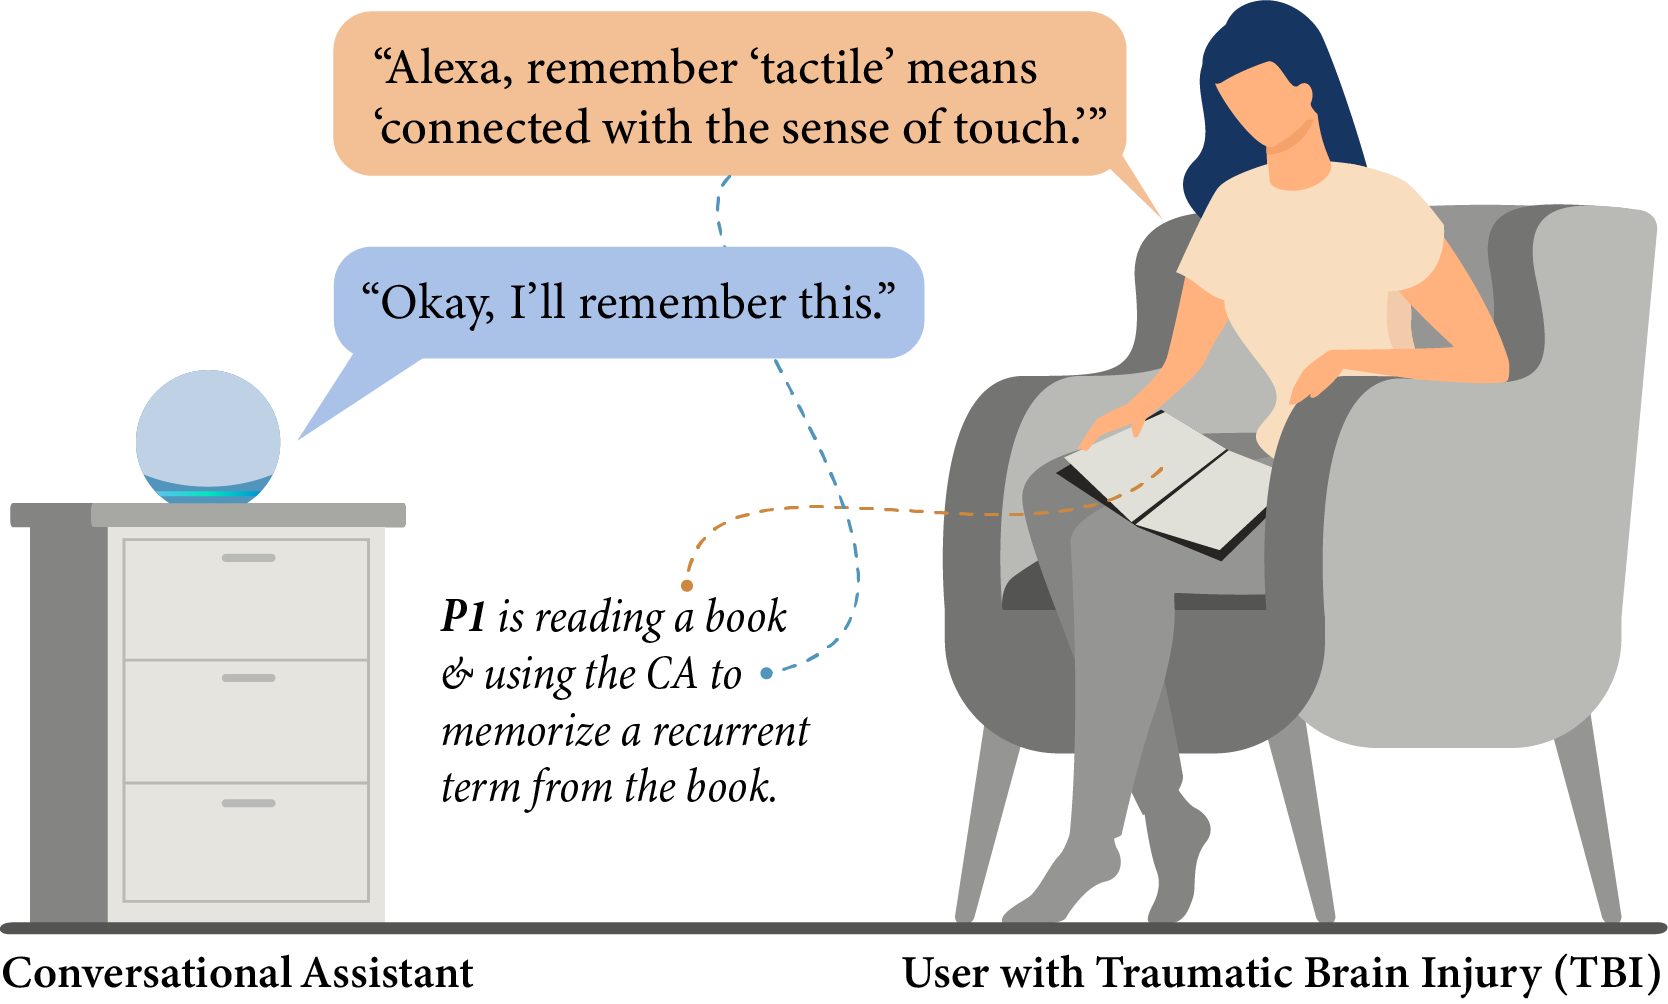 “Alexa, remember ‘tactile’ means
‘connected with the sense of touch.’”
“Okay, I’ll remember this.”
P1 is reading a book
& using the CA to
memorize a recurrent
term from the book.
Conversational Assistant
User with Traumatic Brain Injury (TBI)